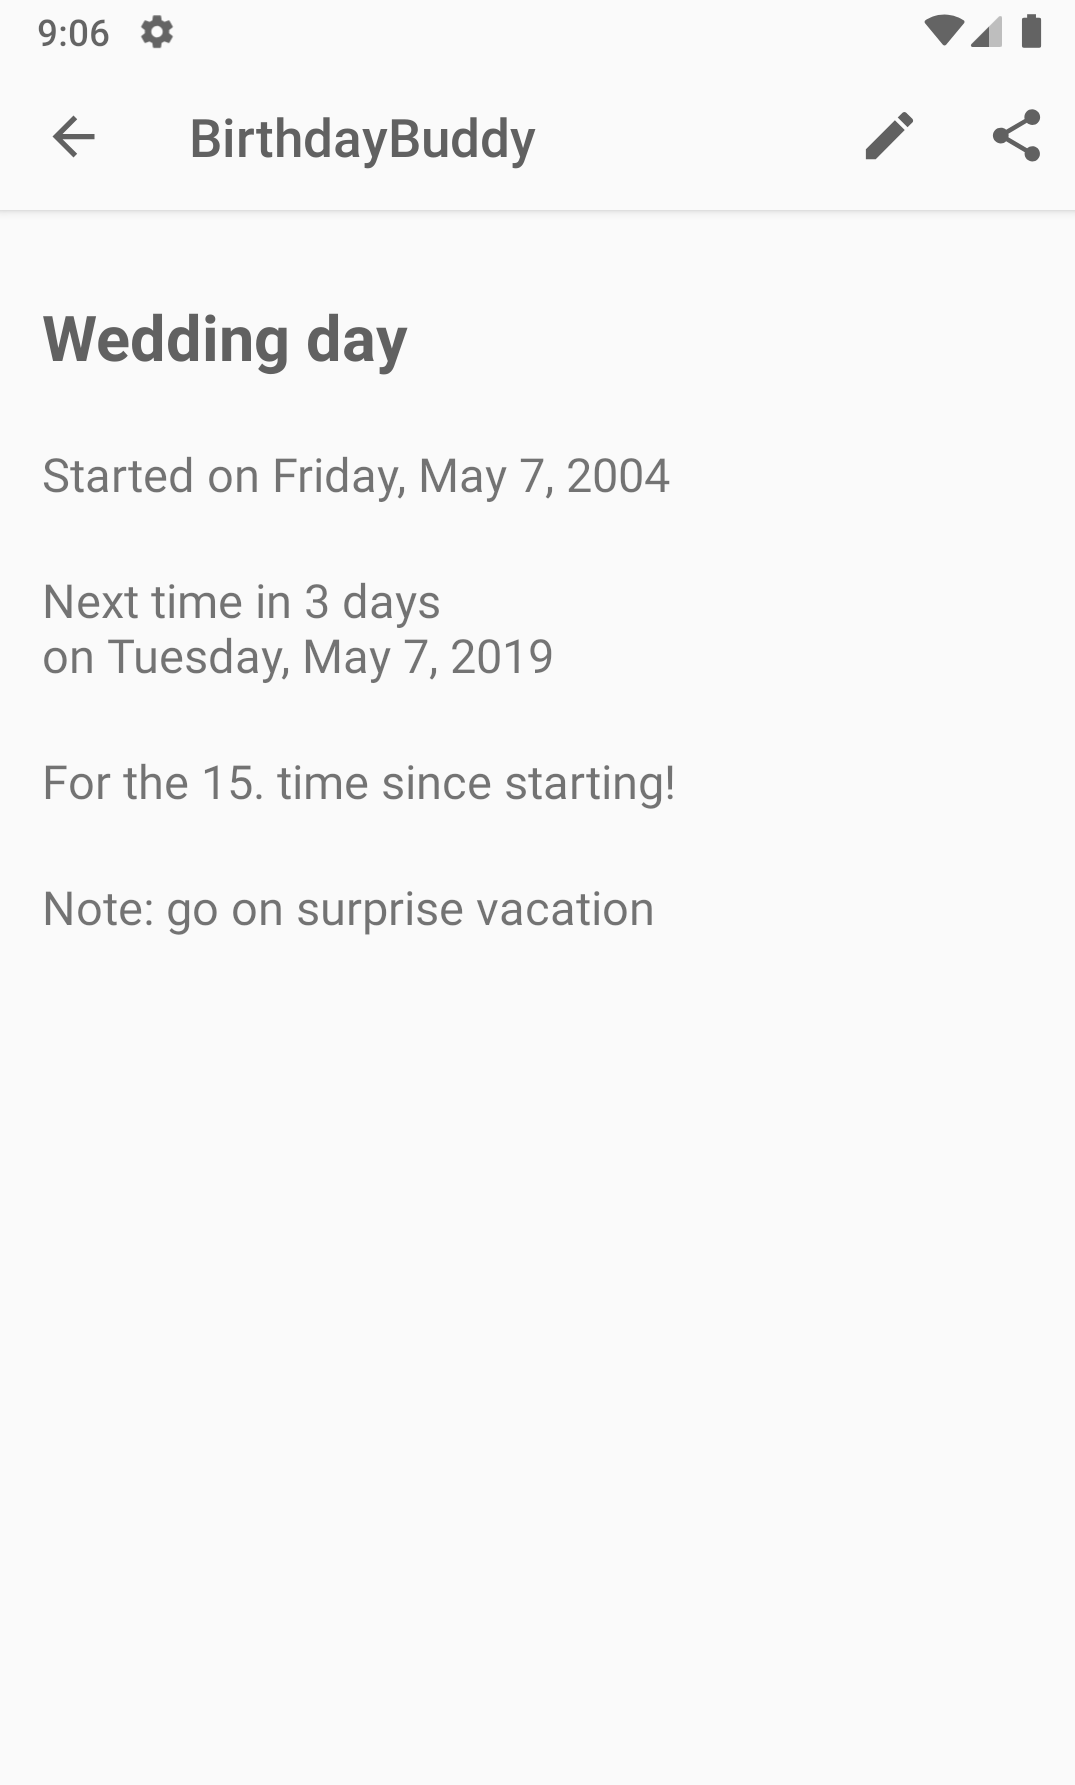 9:06
BirthdayBuddy
Wedding day
Started on Friday, May 7, 2004
Next time in 3 days
on Tuesday, May 7, 2019
For the 15. time since starting!
Note: go on surprise vacation